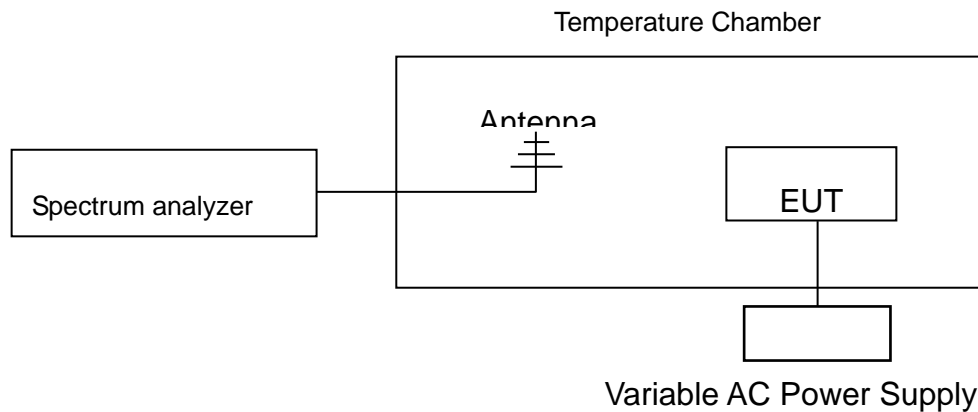 Temperature Chamber
Antenna
Spectrum analyzer
EUT
Variable AC Power Supply